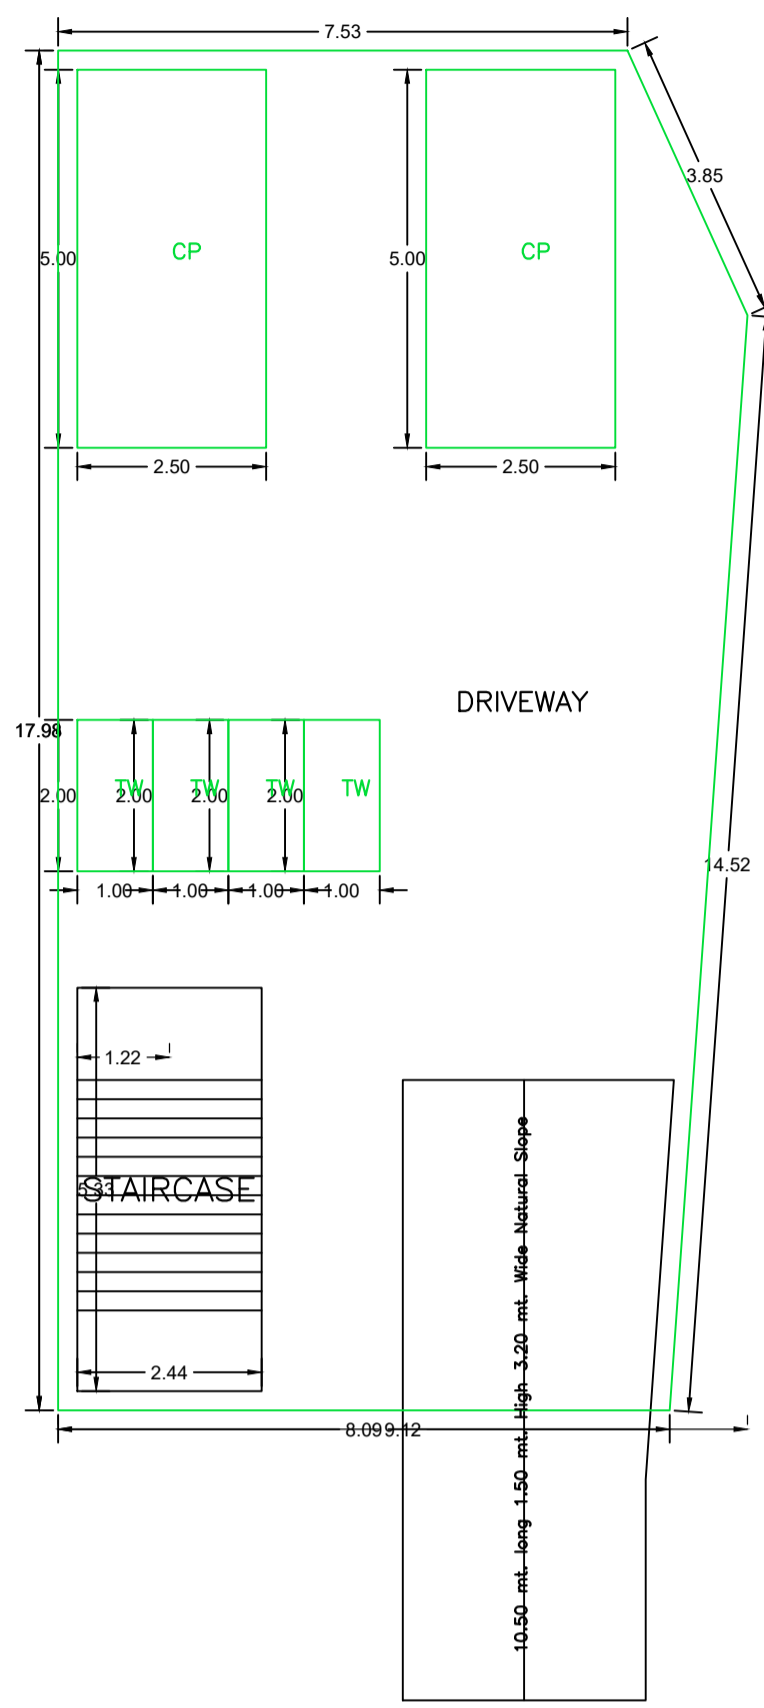 7.53
3.85
5.00
CP
5.00
CP
2.50
2.50
DRIVEWAY
17.98
2.00
TW
2.00
TW
2.00
TW
2.00
TW
1.00
1.00
1.00
1.00
14.52
1.22
5.33
STAIRCASE
2.44
10.50 mt. long 1.50 mt. High 3.20 mt. Wide Natural Slope
8.09
9.12